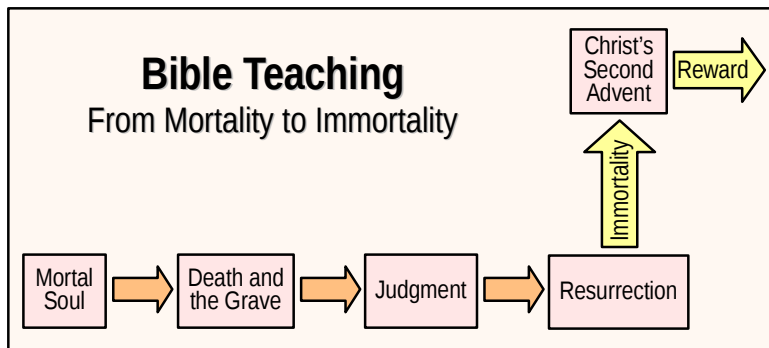 Bible Teaching
From Mortality to Immortality
Christ's
Second
Advent
Reward
Immortality
Mortal
Soul
Death and
the Grave
Judgment
Resurrection